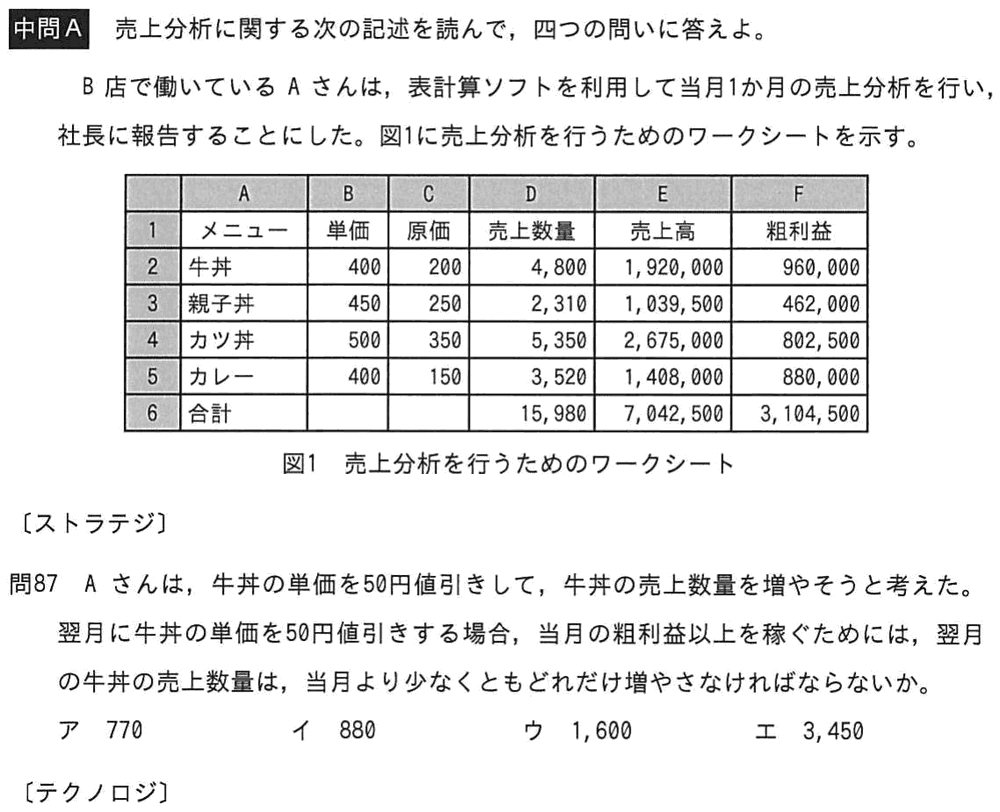 中問A 売上分析に関する次の記述を読んで，四つの問いに答えよ。
B 店で働いている A さんは，表計算ソフトを利用して当月1か月の売上分析を行い，
社長に報告することにした。図1に売上分析を行うためのワークシートを示す。
A B C D E F
1 メニュー 単価 原価 売上数量 売上高 粗利益
2 牛丼 400 200 4,800 1,920,000 960,000
3 親子丼 450 250 2,310 1,039,500 462,000
4 カツ丼 500 350 5,350 2,675,000 802,500
5 カレー 400 150 3,520 1,408,000 880,000
6 合計 15,980 7,042,500 3,104,500
図1 売上分析を行うためのワークシート
〔ストラテジ〕
問87 A さんは，牛丼の単価を50円値引きして，牛丼の売上数量を増やそうと考えた。
翌月に牛丼の単価を50円値引きする場合，当月の粗利益以上を稼ぐためには，翌月
の牛丼の売上数量は，当月より少なくともどれだけ増やさなければならないか。
ア 770 イ 880 ウ 1,600 エ 3,450
〔テクノロジ〕